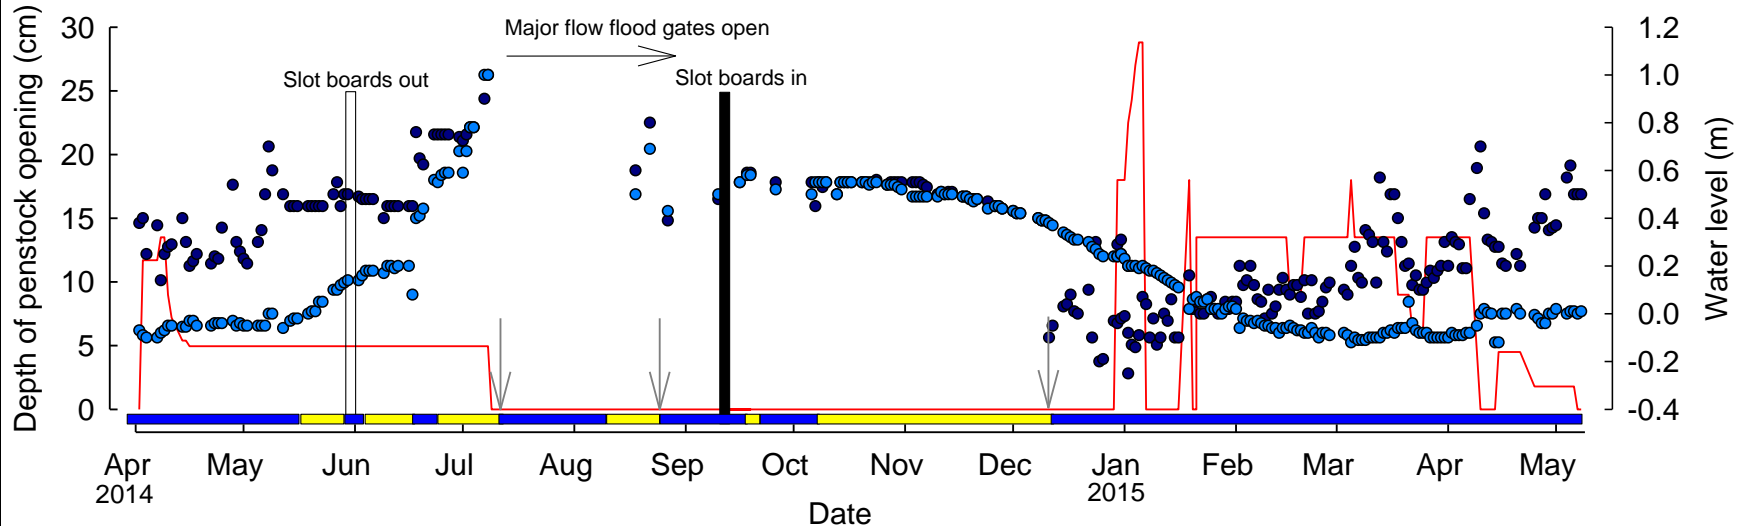 Depth of penstock opening (cm)
30
25
20
15
10
5
0
Major flow flood gates open
Slot boards out
Slot boards in
1.2
1.0
0.8
0.6
0.4
0.2
0.0
-0.2
-0.4
Water level (m)
Apr May Jun Jul Aug Sep Oct Nov Dec Jan Feb Mar Apr May
2014 2015
Date